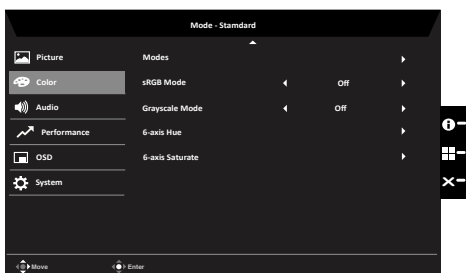 Mode - Standard
Picture
Modes
Color
sRGB Mode
Off
Audio
Grayscale Mode
Off
Performance
6-axis Hue
OSD
6-axis Saturate
System
Move
Enter